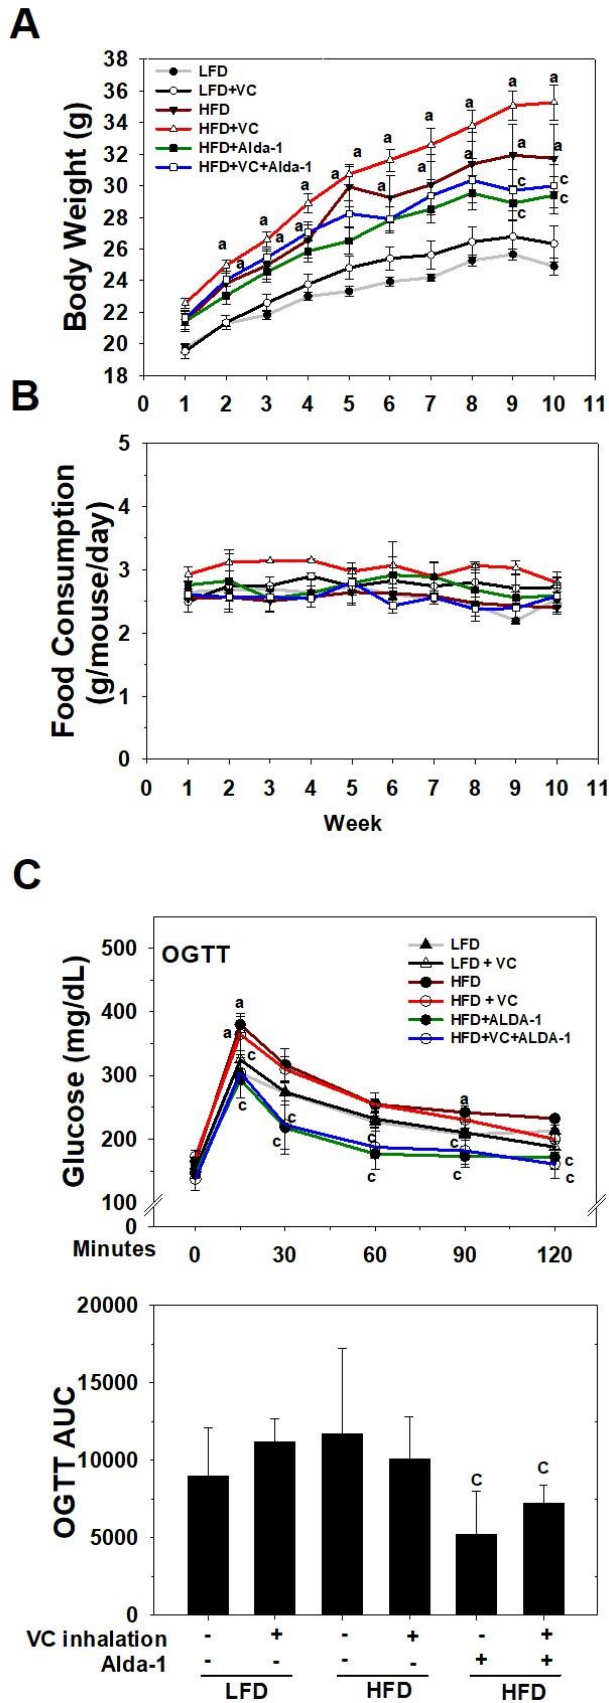 A
Body Weight (g)
38
36
34
32
30
28
26
24
22
20
18
LFD
LFD+VC
HFD
HFD+VC
HFD+Alda-1
HFD+VC+Alda-1
a a a a a a a a a
a a a a a a a a
c c
c c
0 1 2 3 4 5 6 7 8 9 10 11
B
Food Consumption
(g/mouse/day)
5
4
3
2
1
0
0 1 2 3 4 5 6 7 8 9 10 11
Week
C
Glucose (mg/dL)
500
400
300
200
100
0
OGTT
LFD
LFD + VC
HFD
HFD + VC
HFD+ALDA-1
HFD+VC+ALDA-1
a
a
c
c
c
c
a
c
c
c
c
c
c
Minutes
0 30 60 90 120
OGTT AUC
20000
15000
10000
5000
0
C C
VC inhalation - + - + - +
Alda-1 - - - - + +
LFD HFD HFD